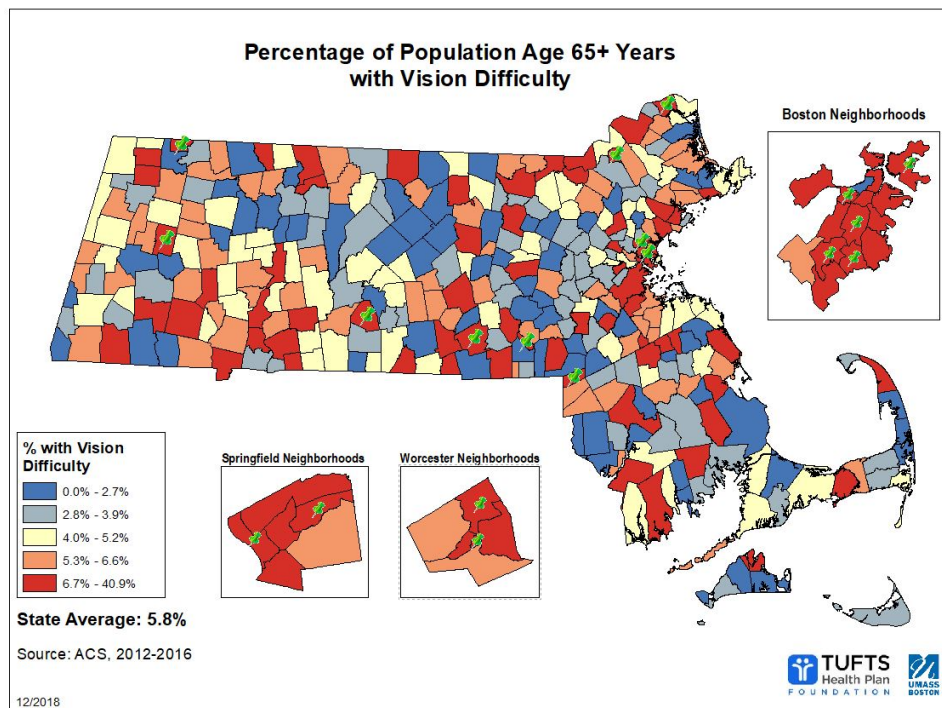 Percentage of Population Age 65+ Years
with Vision Difficulty
Boston Neighborhoods
% with Vision
Difficulty
0.0% - 2.7%
2.8% - 3.9%
4.0% - 5.2%
5.3% - 6.6%
6.7% - 40.9%
Springfield Neighborhoods
Worcester Neighborhoods
State Average: 5.8%
Source: ACS, 2012-2016
12/2018
TUFTS
Health Plan
FOUNDATION
UMASS
BOSTON